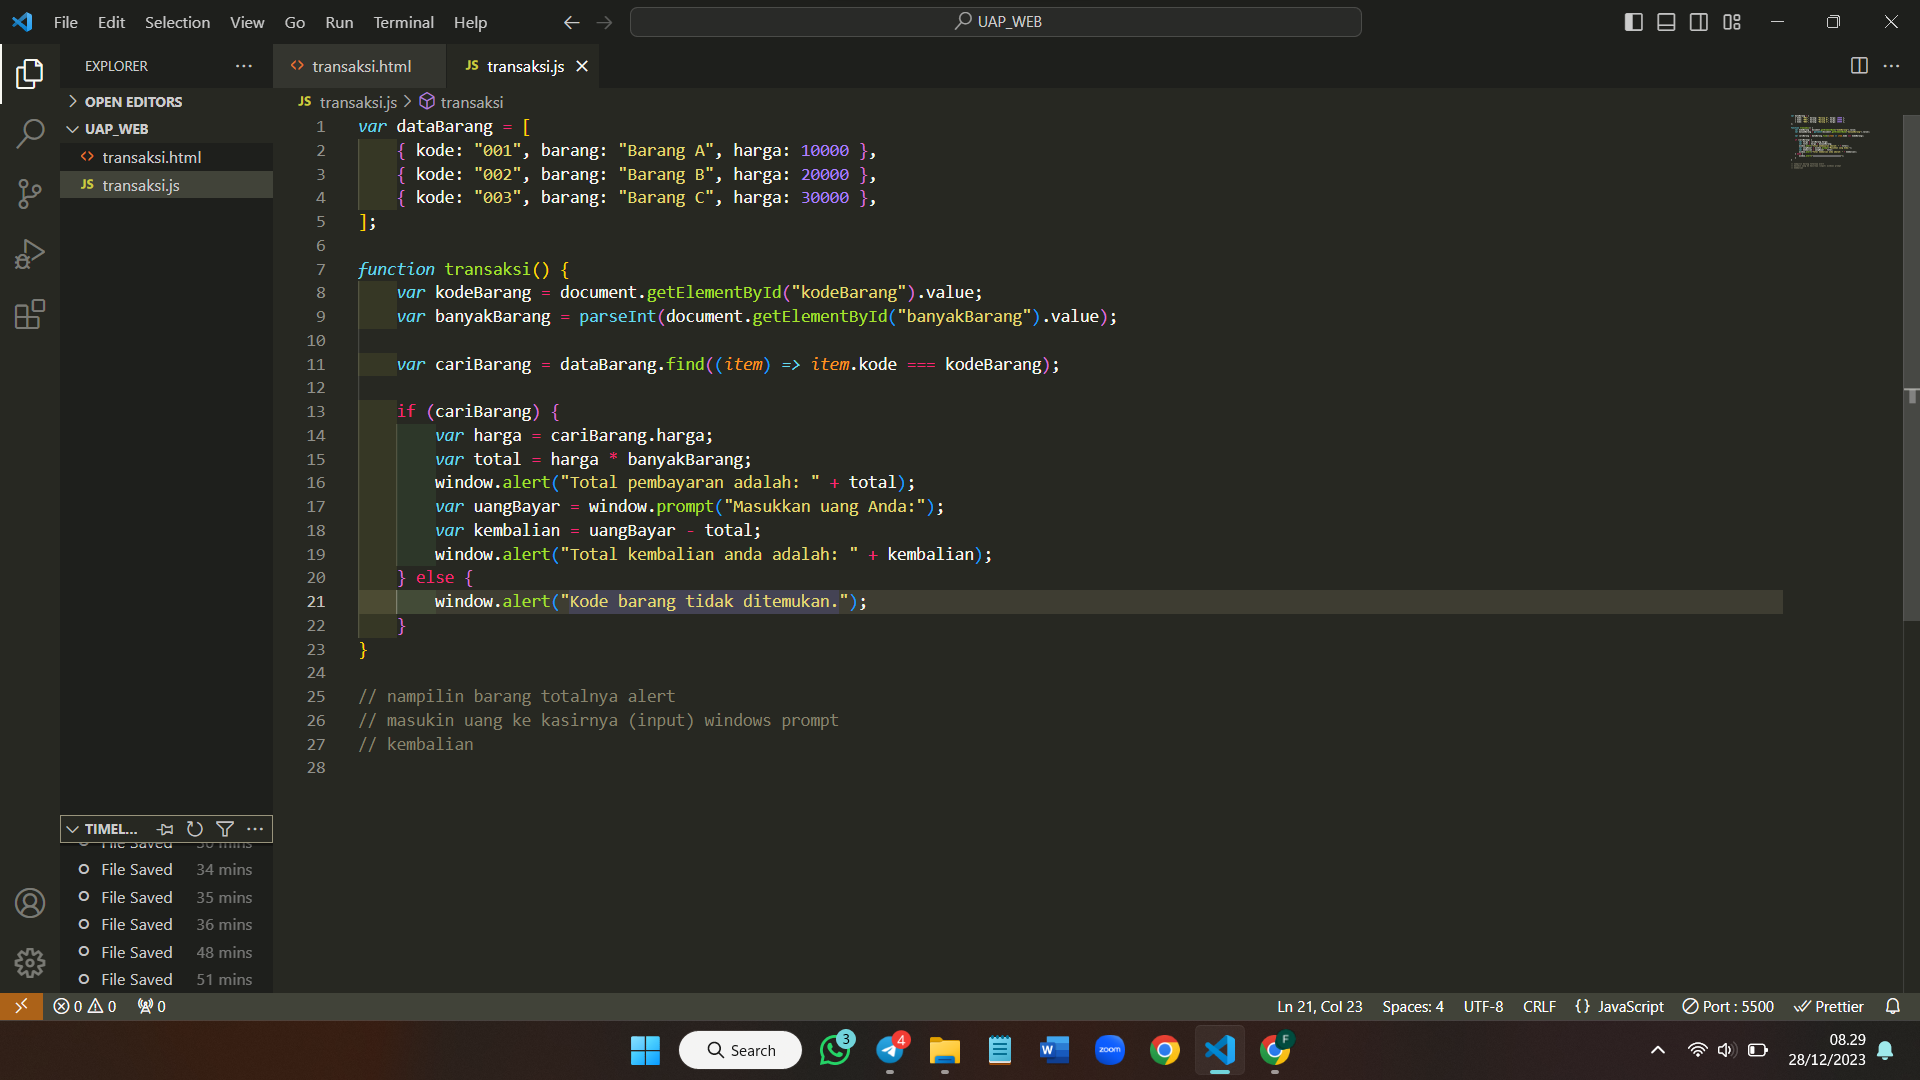 File Edit Selection View Go Run Terminal Help
UAP_WEB
EXPLORER
transaksi.html
JS transaksi.js
OPEN EDITORS
UAP_WEB
transaksi.html
JS transaksi.js
JS transaksi.js > transaksi
1 var dataBarang = [
2 { kode: "001", barang: "Barang A", harga: 10000 },
3 { kode: "002", barang: "Barang B", harga: 20000 },
4 { kode: "003", barang: "Barang C", harga: 30000 },
5 ];
6
7 function transaksi() {
8 var kodeBarang = document.getElementById("kodeBarang").value;
9 var banyakBarang = parseInt(document.getElementById("banyakBarang").value);
10
11 var cariBarang = dataBarang.find((item) => item.kode === kodeBarang);
12
13 if (cariBarang) {
14 var harga = cariBarang.harga;
15 var total = harga * banyakBarang;
16 window.alert("Total pembayaran adalah: " + total);
17 var uangBayar = window.prompt("Masukkan uang Anda:");
18 var kembalian = uangBayar - total;
19 window.alert("Total kembalian anda adalah: " + kembalian);
20 } else {
21 window.alert("Kode barang tidak ditemukan.");
22 }
23 }
24
25 // nampilin barang totalnya alert
26 // masukin uang ke kasirnya (input) windows prompt
27 // kembalian
28
TIMEL...
File Saved
File Saved 34 mins
File Saved 35 mins
File Saved 36 mins
File Saved 48 mins
File Saved 51 mins
0 0 0
Ln 21, Col 23 Spaces: 4 UTF-8 CRLF {} JavaScript Port : 5500 Prettier
Search
3
4
W
zoom
F
08.29
28/12/2023